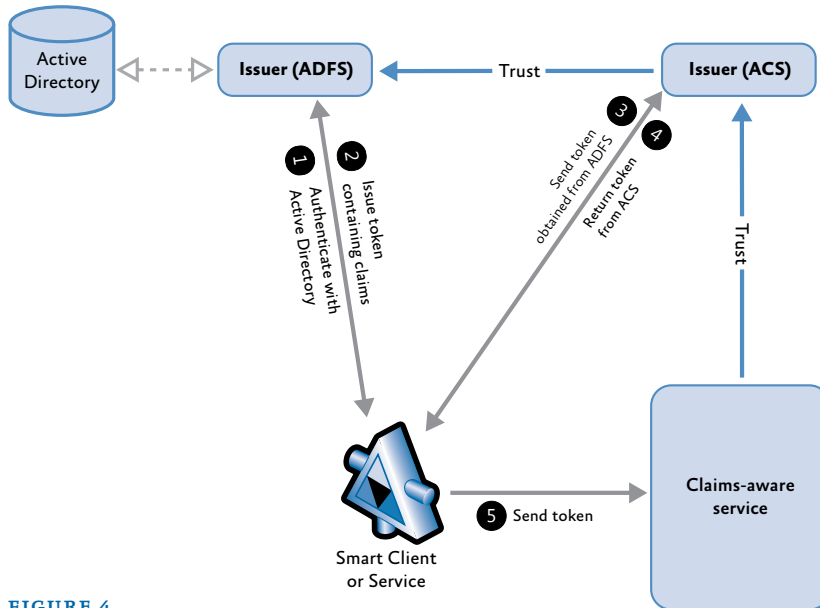 Active
Directory
Issuer (ADFS)
Trust
Issuer (ACS)
1 Authenticate with
Active Directory
2 Issue token
containing claims
3 Send token
obtained from ADFS
4 Return token
from ACS
Trust
Claims-aware
service
5 Send token
Smart Client
or Service
FIGURE 4